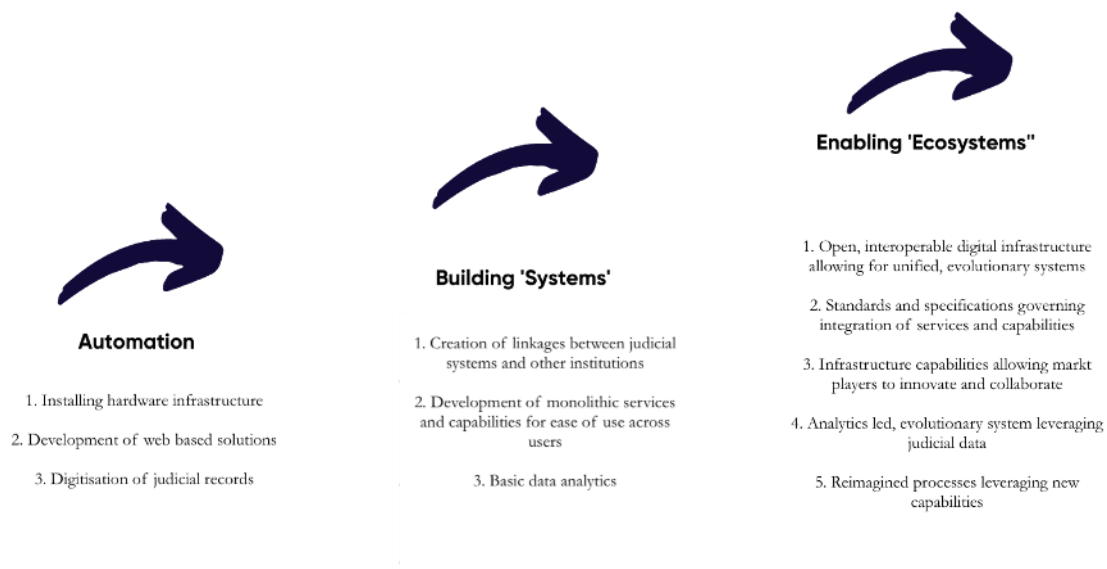 Automation
1. Installing hardware infrastructure
2. Development of web based solutions
3. Digitisation of judicial records
Building 'Systems'
1. Creation of linkages between judicial
systems and other institutions
2. Development of monolithic services
and capabilities for ease of use across
users
3. Basic data analytics
Enabling 'Ecosystems"
1. Open, interoperable digital infrastructure
allowing for unified, evolutionary systems
2. Standards and specifications governing
integration of services and capabilities
3. Infrastructure capabilities allowing markt
players to innovate and collaborate
4. Analytics led, evolutionary system leveraging
judicial data
5. Reimagined processes leveraging new
capabilities